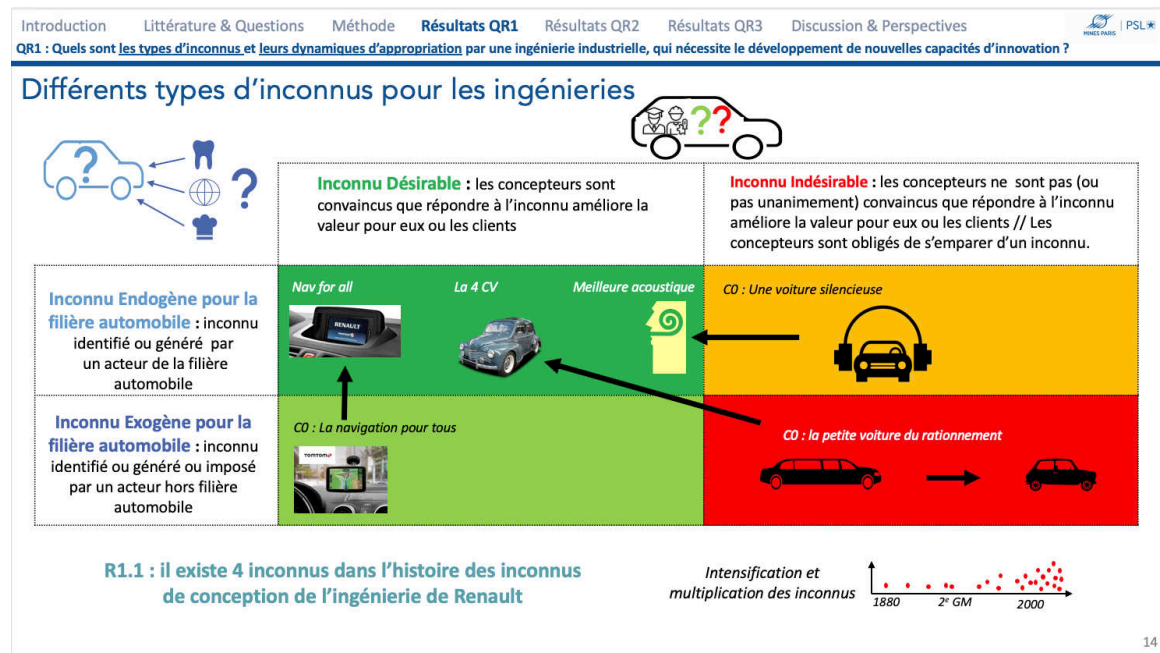 Introduction Littérature & Questions Méthode Résultats QR1 Résultats QR2 Résultats QR3 Discussion & Perspectives
MINES PARIS PSL★
QR1 : Quels sont les types d'inconnus et leurs dynamiques d'appropriation par une ingénierie industrielle, qui nécessite le développement de nouvelles capacités d'innovation ?
Différents types d'inconnus pour les ingénieries
??
?
?
Inconnu Désirable : les concepteurs sont
convaincus que répondre à l'inconnu améliore la
valeur pour eux ou les clients
Inconnu Indésirable : les concepteurs ne sont pas (ou
pas unanimement) convaincus que répondre à l'inconnu
améliore la valeur pour eux ou les clients // Les
concepteurs sont obligés de s'emparer d'un inconnu.
Inconnu Endogène pour la
filière automobile : inconnu
identifié ou généré par
un acteur de la filière
automobile
Nav for all La 4 CV Meilleure acoustique
RENAULT
C0 : Une voiture silencieuse
Inconnu Exogène pour la
filière automobile : inconnu
identifié ou généré ou imposé
par un acteur hors filière
automobile
C0 : La navigation pour tous
TOMTOM
C0 : la petite voiture du rationnement
R1.1 : il existe 4 inconnus dans l'histoire des inconnus
de conception de l'ingénierie de Renault
Intensification et
multiplication des inconnus
1880 2e GM 2000
14